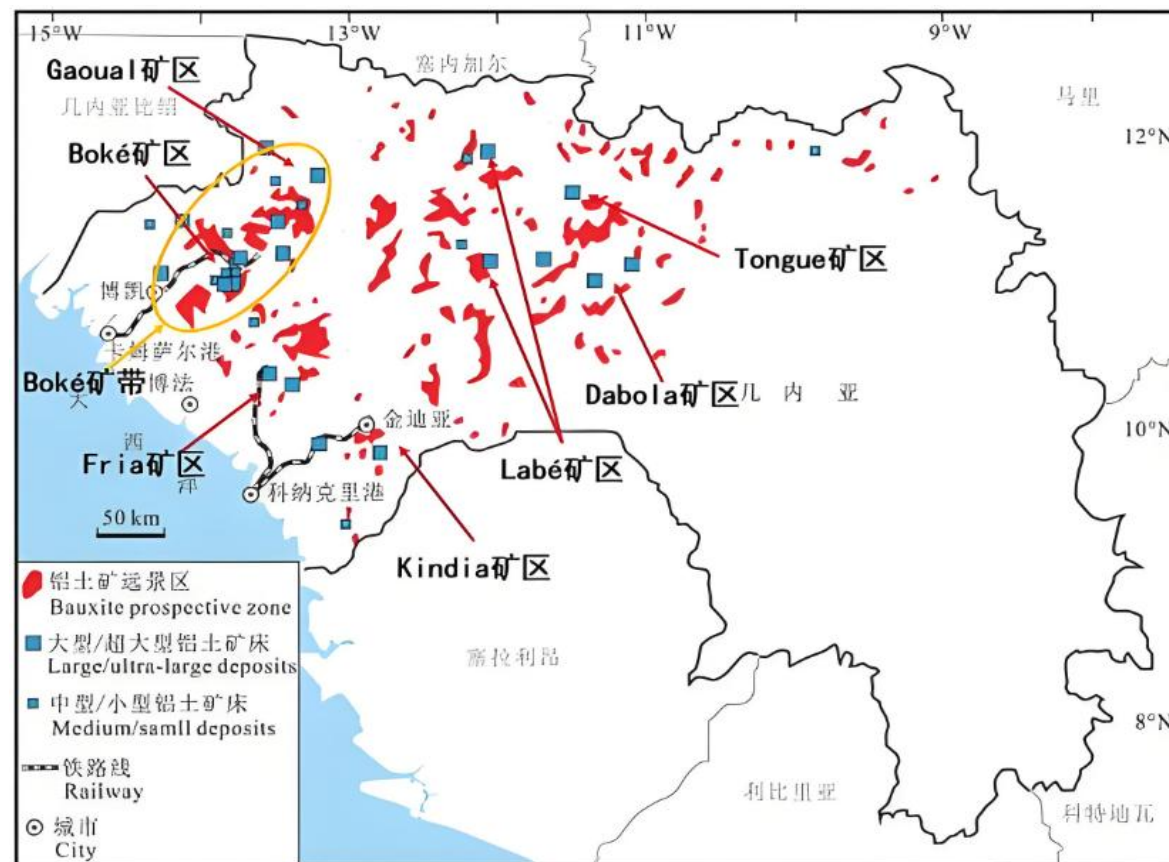 15°W
13°W
11°W
9°W
Gaoual矿区
塞内加尔
几内亚比绍
马里
12°N
Boké矿区
Tongue矿区
博凯
卡姆萨尔港
Boké矿带
博法
Dabola矿区
几内亚
大西洋
金迪亚
10°N
Fria矿区
Labé矿区
科纳克里港
50 km
Kindia矿区
铝土矿远景区
Bauxite prospective zone
大型/超大型铝土矿床
Large/ultra-large deposits
塞拉利昂
中型/小型铝土矿床
Medium/samll deposits
8°N
铁路线
Railway
利比里亚
科特迪瓦
城市
City